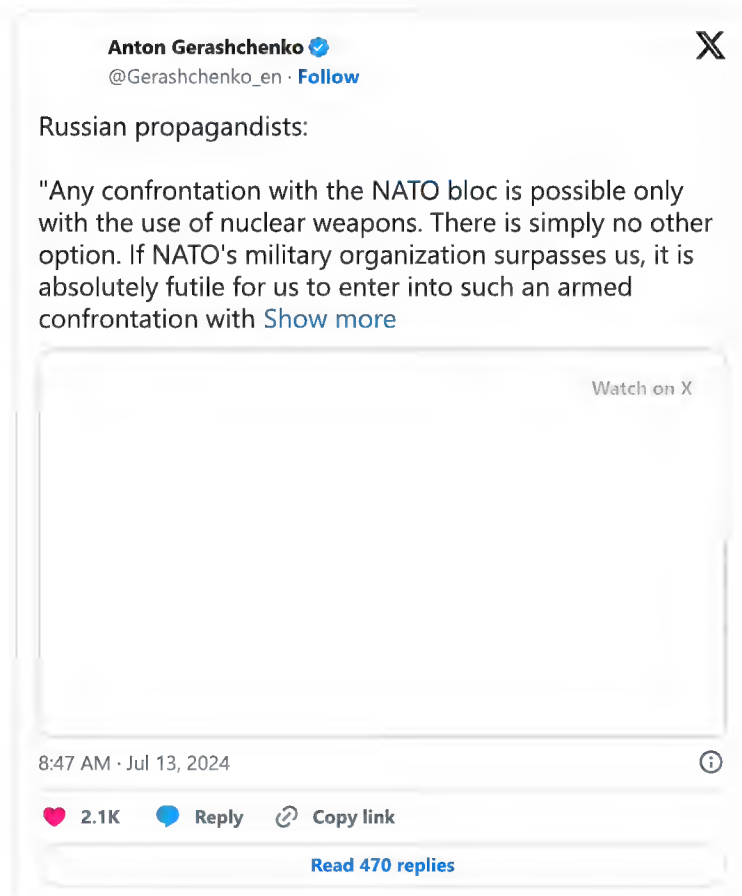 Anton Gerashchenko
@Gerashchenko_en · Follow
Russian propagandists:
"Any confrontation with the NATO bloc is possible only
with the use of nuclear weapons. There is simply no other
option. If NATO's military organization surpasses us, it is
absolutely futile for us to enter into such an armed
confrontation with Show more
Watch on X
8:47 AM · Jul 13, 2024
2.1K Reply Copy link
Read 470 replies